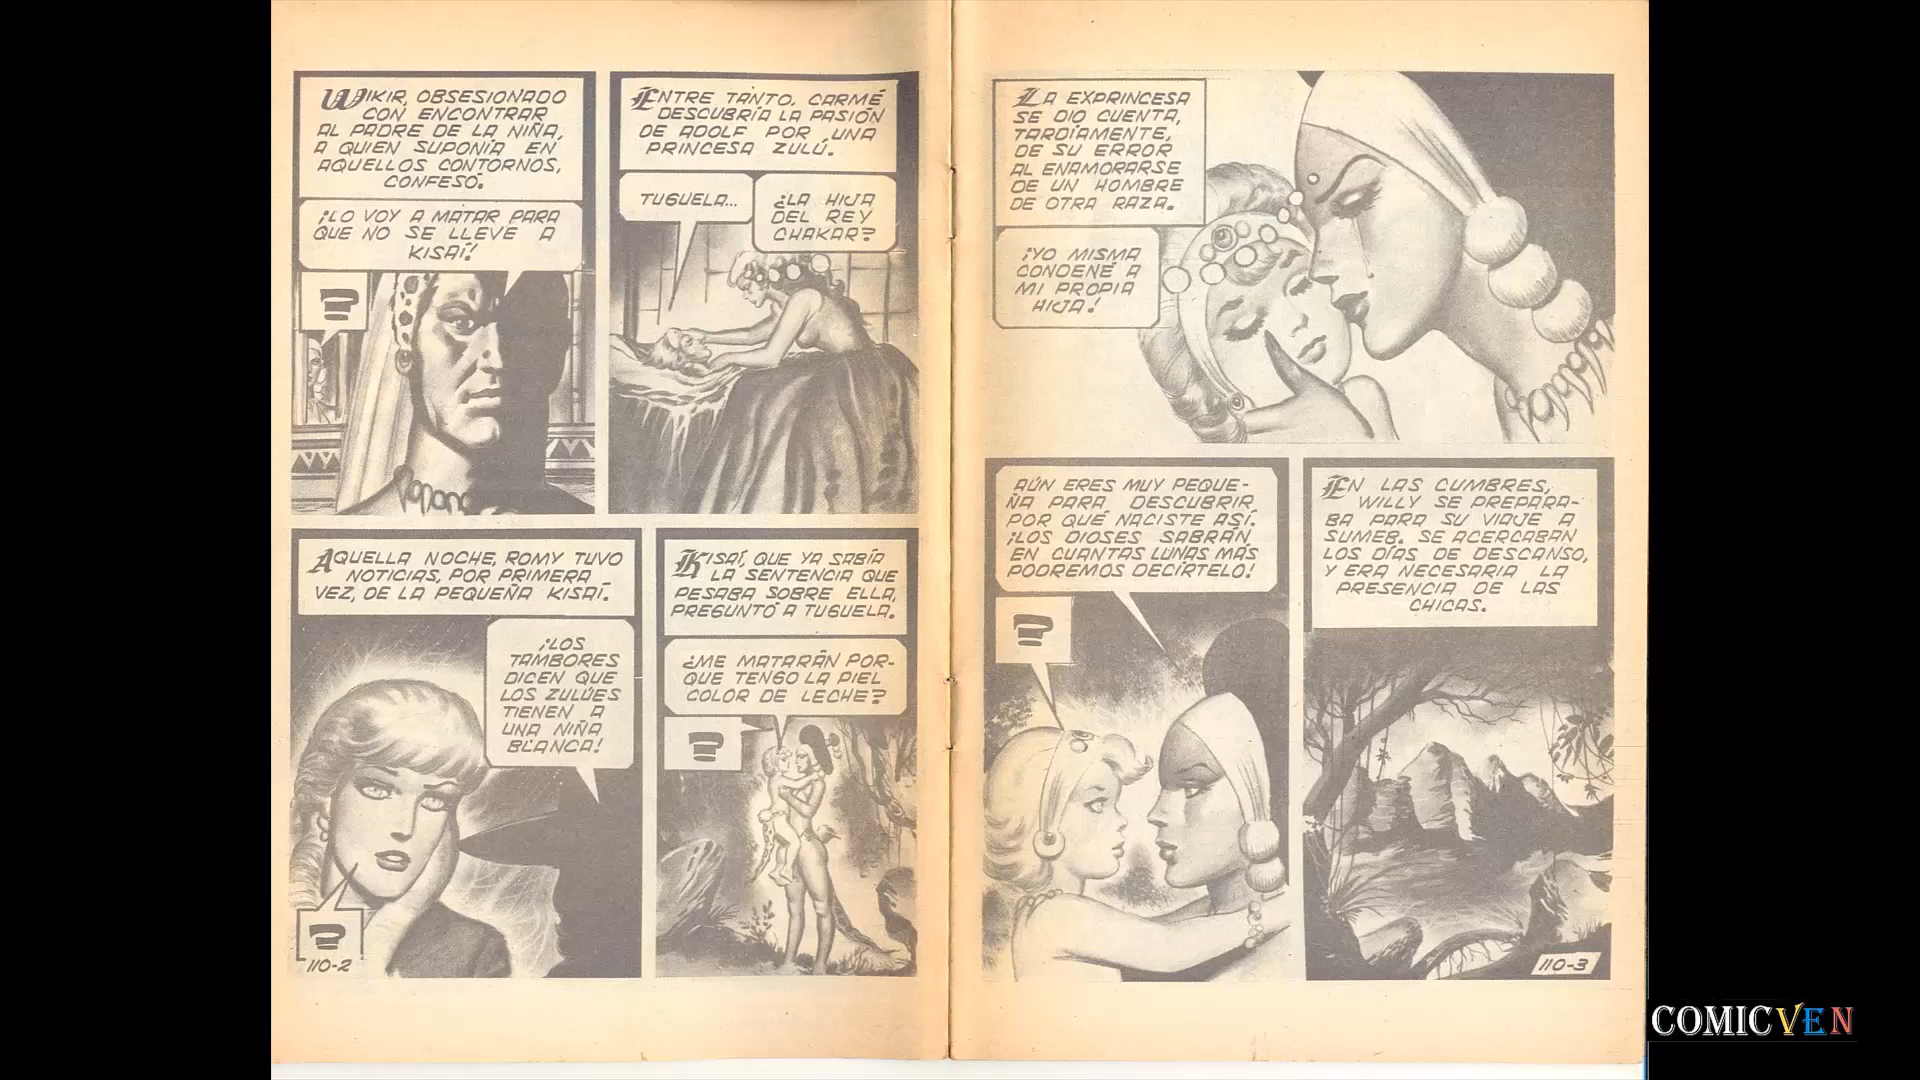 WIKIR, OBSESIONADO
CON ENCONTRAR
AL PADRE DE LA NIÑA,
A QUIEN SUPONÍA EN
AQUELLOS CONTORNOS,
CONFESÓ.
¡LO VOY A MATAR PARA
QUE NO SE LLEVE A
KISAÍ!
?
ENTRE TANTO, CARMÉ
DESCUBRÍA LA PASIÓN
DE ADOLF POR UNA
PRINCESA ZULÚ.
TUGUELA...
¿LA HIJA
DEL REY
CHAKAR?
AQUELLA NOCHE, ROMY TUVO
NOTICIAS, POR PRIMERA
VEZ, DE LA PEQUEÑA KISAÍ.
¡LOS
TAMBORES
DICEN QUE
LOS ZULÚES
TIENEN A
UNA NIÑA
BLANCA!
?
110-2
KISAÍ, QUE YA SABÍA
LA SENTENCIA QUE
PESABA SOBRE ELLA,
PREGUNTÓ A TUGUELA.
¿ME MATARÁN POR-
QUE TENGO LA PIEL
COLOR DE LECHE?
?
LA EXPRINCESA
SE DIO CUENTA,
TARDÍAMENTE,
DE SU ERROR
AL ENAMORARSE
DE UN HOMBRE
DE OTRA RAZA.
¡YO MISMA
CONDENÉ A
MI PROPIA
HIJA!
AÚN ERES MUY PEQUE-
ÑA PARA DESCUBRIR
POR QUÉ NACISTE ASÍ.
¡LOS DIOSES SABRÁN
EN CUANTAS LUNAS MÁS
PODREMOS DECÍRTELO!
?
EN LAS CUMBRES,
WILLY SE PREPARA-
BA PARA SU VIAJE A
SUMEB. SE ACERCABAN
LOS DÍAS DE DESCANSO,
Y ERA NECESARIA LA
PRESENCIA DE LAS
CHICAS.
110-3
COMICVEN